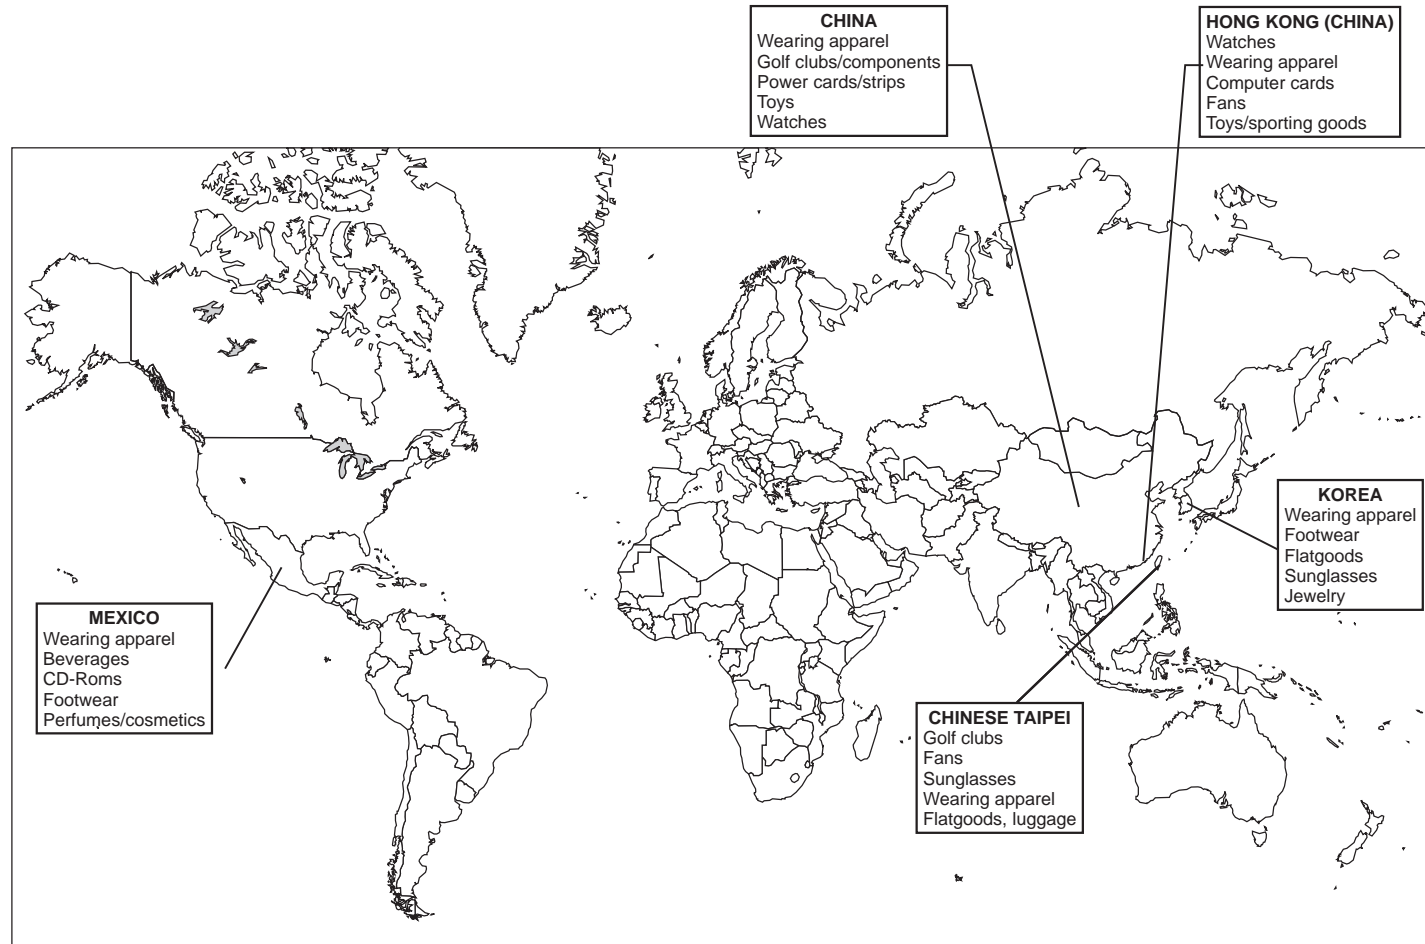 CHINA
Wearing apparel
Golf clubs/components
Power cards/strips
Toys
Watches
HONG KONG (CHINA)
Watches
Wearing apparel
Computer cards
Fans
Toys/sporting goods
KOREA
Wearing apparel
Footwear
Flatgoods
Sunglasses
Jewelry
MEXICO
Wearing apparel
Beverages
CD-Roms
Footwear
Perfumes/cosmetics
CHINESE TAIPEI
Golf clubs
Fans
Sunglasses
Wearing apparel
Flatgoods, luggage